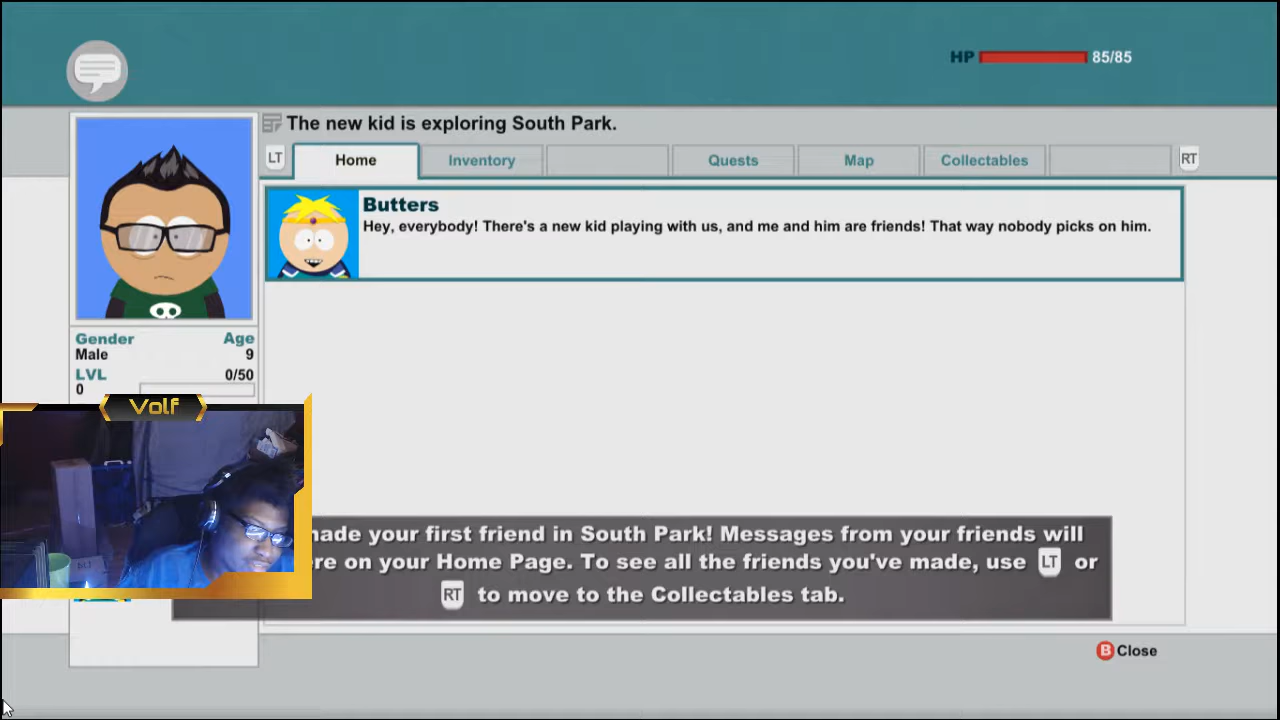 HP 85/85
The new kid is exploring South Park.
LT Home Inventory Quests Map Collectables RT
Butters
Hey, everybody! There's a new kid playing with us, and me and him are friends! That way nobody picks on him.
Gender Age
Male 9
LVL 0/50
0
Volf
made your first friend in South Park! Messages from your friends will
on your Home Page. To see all the friends you've made, use LT or
RT to move to the Collectables tab.
B Close